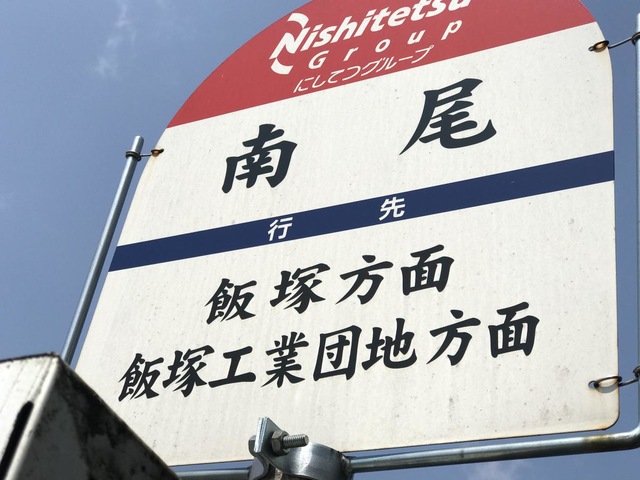 Nishitetsu
Group
にしてつグループ
南尾
行先
飯塚方面
飯塚工業団地方面